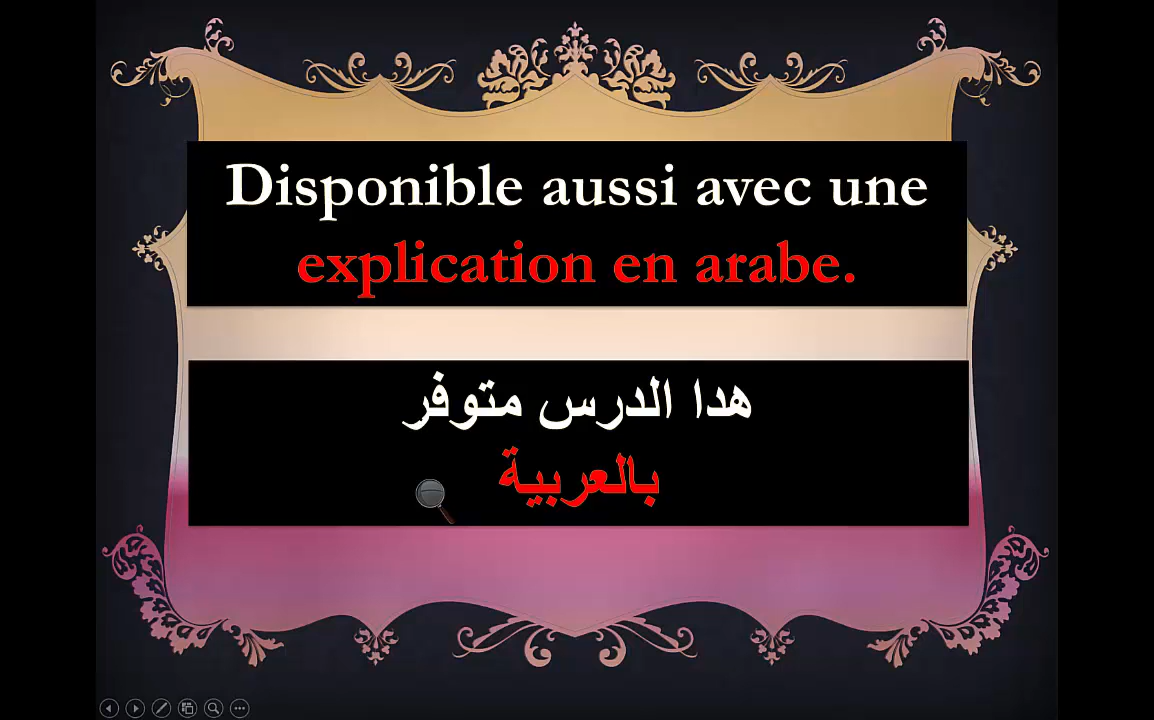 Disponible aussi avec une
explication en arabe.
هدا الدرس متوفر
بالعربية